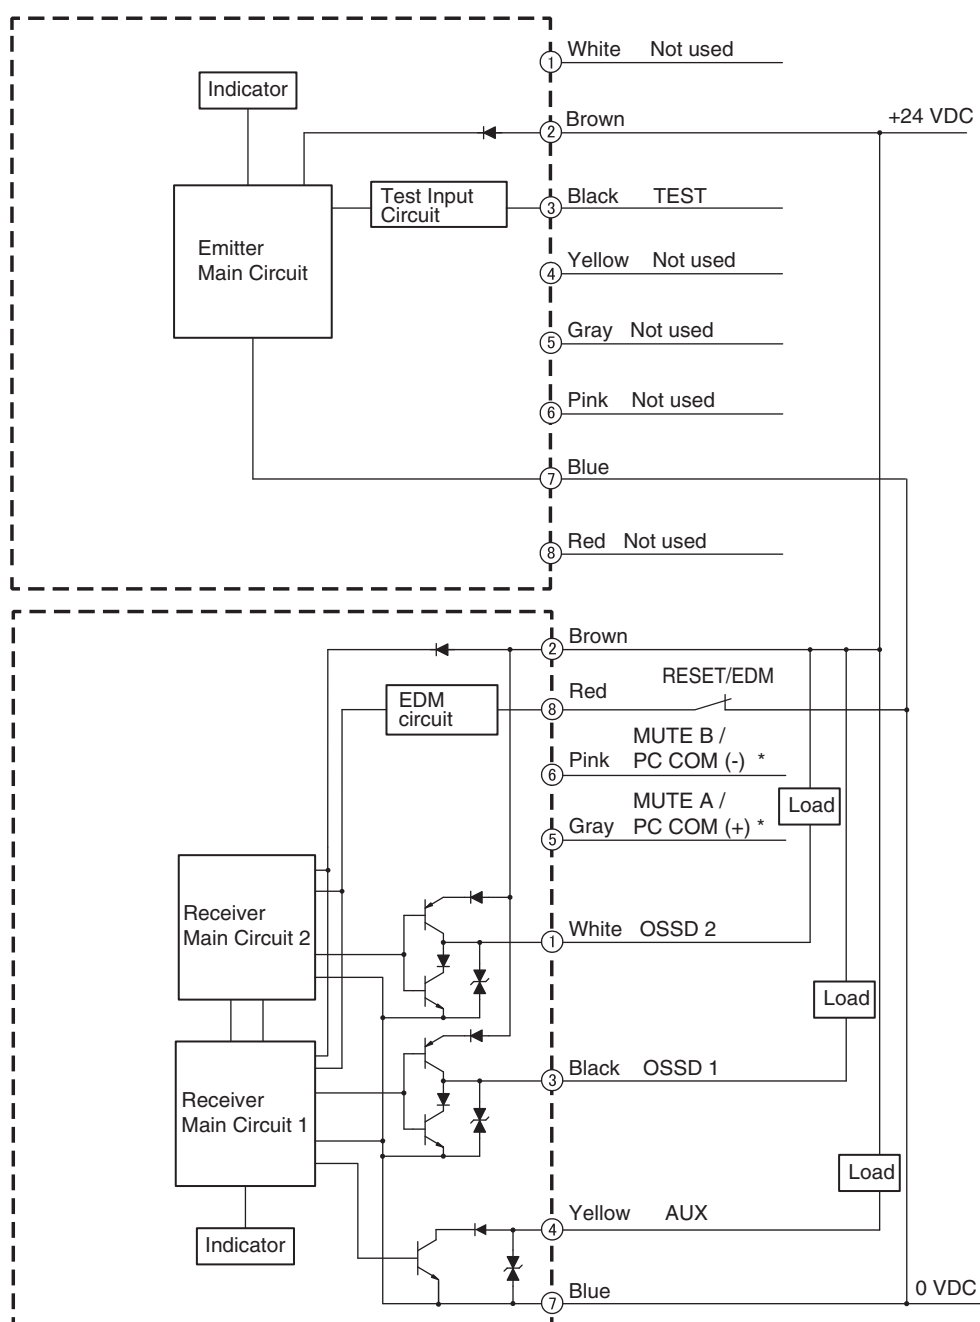 1 White Not used
Indicator
2 Brown +24 VDC
Test Input
Circuit
3 Black TEST
Emitter
Main Circuit
4 Yellow Not used
5 Gray Not used
6 Pink Not used
7 Blue
8 Red Not used
2 Brown
EDM
circuit
8 Red RESET/EDM
MUTE B /
6 Pink PC COM (-) *
Load
MUTE A /
5 Gray PC COM (+) *
Receiver
Main Circuit 2
1 White OSSD 2
Load
3 Black OSSD 1
Receiver
Main Circuit 1
Load
4 Yellow AUX
Indicator
7 Blue 0 VDC